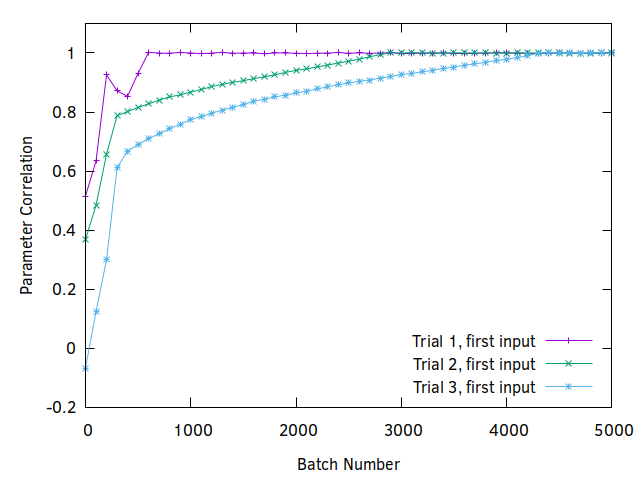 1
0.8
0.6
0.4
0.2
0
-0.2
Parameter Correlation
Trial 1, first input
Trial 2, first input
Trial 3, first input
0 1000 2000 3000 4000 5000
Batch Number